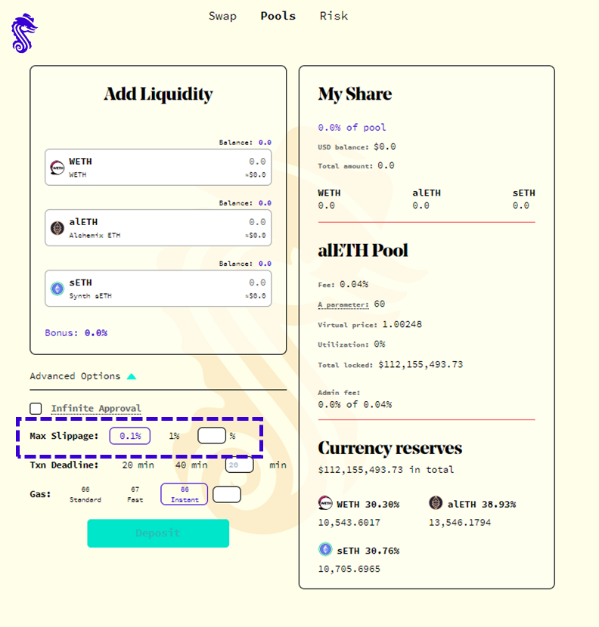 Swap Pools Risk
Add Liquidity
Balance: 0.0
WETH 0.0
WETH ≈$0.0
Balance: 0.0
alETH 0.0
Alchemix ETH ≈$0.0
Balance: 0.0
sETH 0.0
Synth sETH ≈$0.0
Bonus: 0.0%
Advanced Options
Infinite Approval
Max Slippage: 0.1% 1% %
Txn Deadline: 20 min 40 min 20 min
Gas: 66 Standard 67 Fast 86 Instant
Deposit
My Share
0.0% of pool
USD balance: $0.0
Total amount: 0.0
WETH alETH sETH
0.0 0.0 0.0
alETH Pool
Fee: 0.04%
A parameter: 60
Virtual price: 1.00248
Utilization: 0%
Total locked: $112,155,493.73
Admin fee:
0.0% of 0.04%
Currency reserves
$112,155,493.73 in total
WETH 30.30% alETH 38.93%
10,543.6017 13,546.1794
sETH 30.76%
10,705.6965